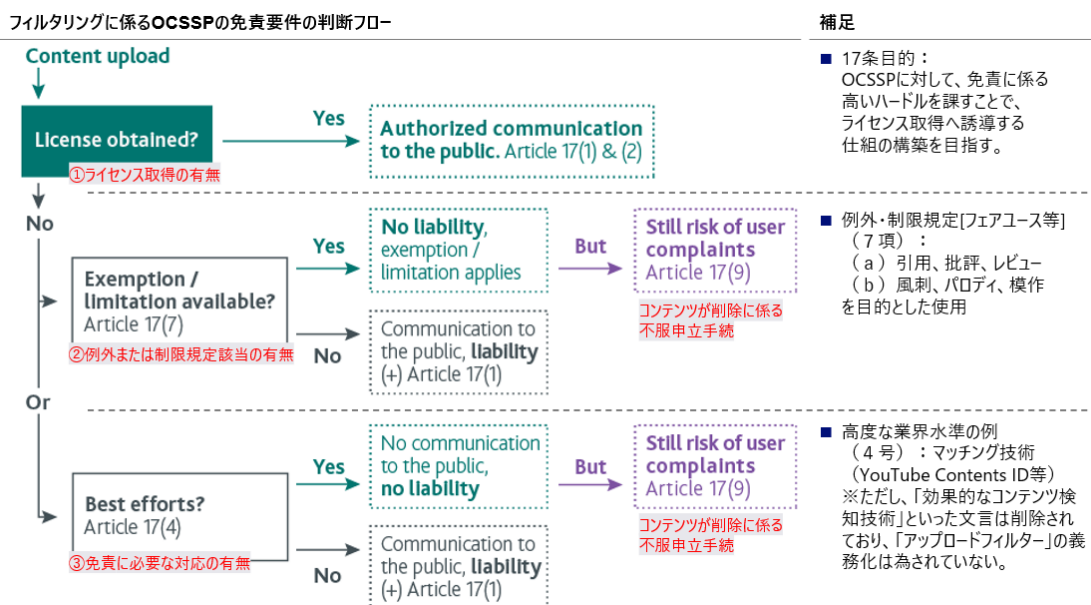 フィルタリングに係るOCSSPの免責要件の判断フロー
補足
Content upload
License obtained?
①ライセンス取得の有無
Yes
Authorized communication
to the public. Article 17(1) & (2)
■ 17条目的：
OCSSPに対して、免責に係る
高いハードルを課すことで、
ライセンス取得へ誘導する
仕組の構築を目指す。
No
Exemption /
limitation available?
Article 17(7)
②例外または制限規定該当の有無
Yes
No liability,
exemption /
limitation applies
But
Still risk of user
complaints
Article 17(9)
コンテンツが削除に係る
不服申立手続
No
Communication to
the public, liability
(+) Article 17(1)
■ 例外・制限規定[フェアユース等]
（７項）：
（ａ）引用、批評、レビュー
（ｂ）風刺、パロディ、模作
を目的とした使用
Or
Best efforts?
Article 17(4)
③免責に必要な対応の有無
Yes
No communication
to the public,
no liability
But
Still risk of user
complaints
Article 17(9)
コンテンツが削除に係る
不服申立手続
No
Communication to
the public, liability
(+) Article 17(1)
■ 高度な業界水準の例
（４号）：マッチング技術
（YouTube Contents ID等）
※ただし、「効果的なコンテンツ検
知技術」といった文言は削除され
ており、「アップロードフィルター」の義
務化は為されていない。